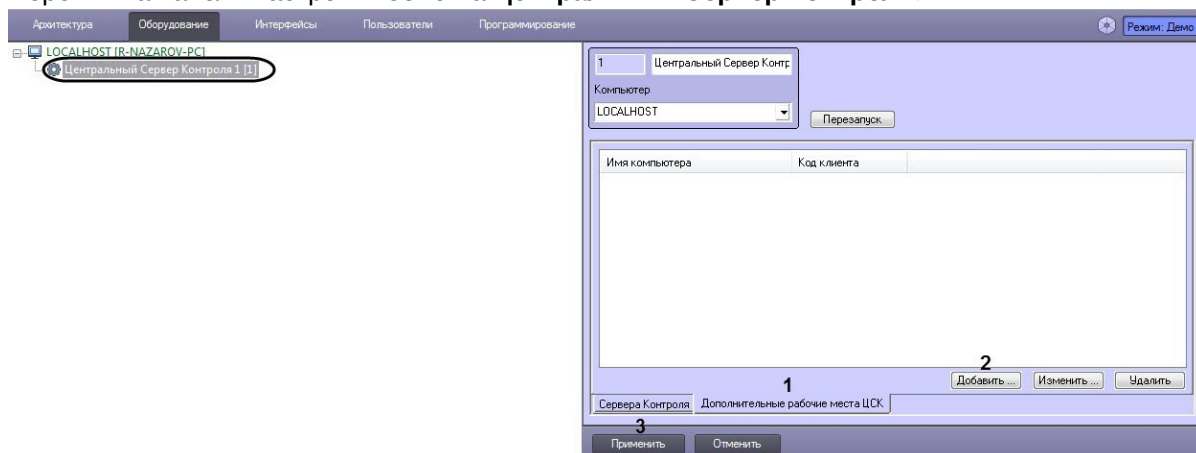 Архитектура Оборудование Интерфейсы Пользователи Программирование Режим: Демо
LOCALHOST [R-NAZAROV-PC]
Центральный Сервер Контроля 1 [1]
1 Центральный Сервер Контр
Компьютер
LOCALHOST Перезапуск
Имя компьютера Код клиента
2
Добавить ... Изменить ... Удалить
1
Сервера Контроля Дополнительные рабочие места ЦСК
3
Применить Отменить